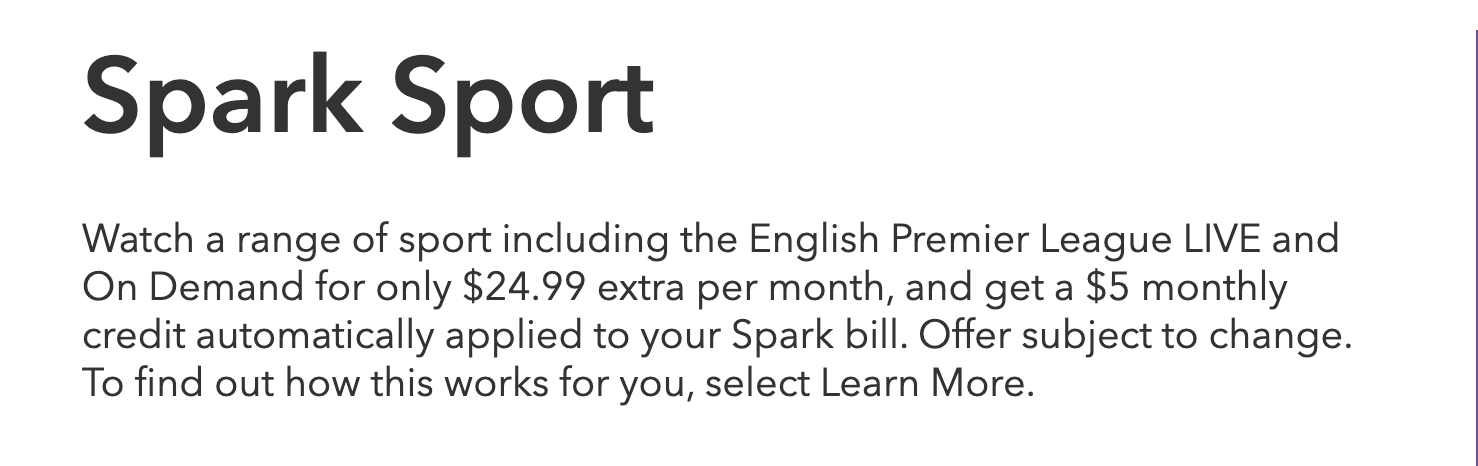 Spark Sport
Watch a range of sport including the English Premier League LIVE and
On Demand for only $24.99 extra per month, and get a $5 monthly
credit automatically applied to your Spark bill. Offer subject to change.
To find out how this works for you, select Learn More.